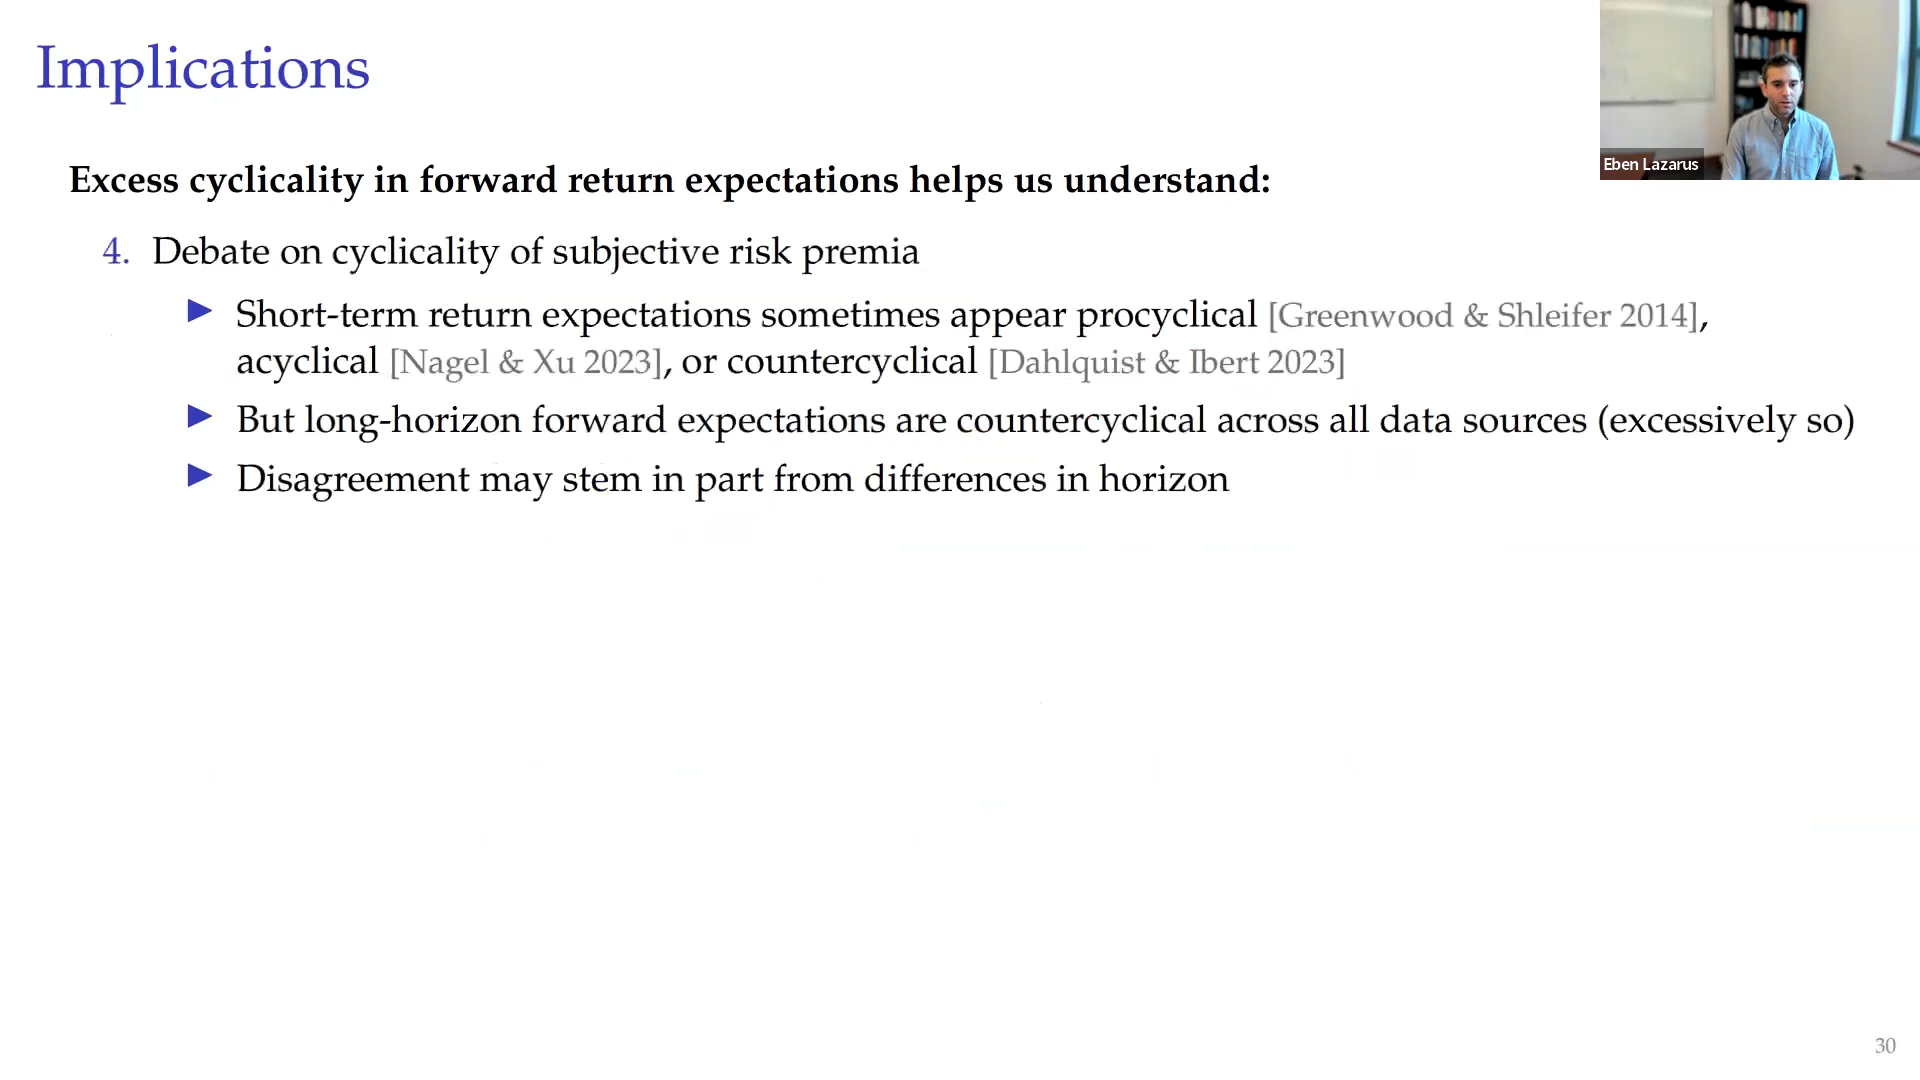 Implications
Eben Lazarus
Excess cyclicality in forward return expectations helps us understand:
4. Debate on cyclicality of subjective risk premia
▶ Short-term return expectations sometimes appear procyclical [Greenwood & Shleifer 2014],
acyclical [Nagel & Xu 2023], or countercyclical [Dahlquist & Ibert 2023]
▶ But long-horizon forward expectations are countercyclical across all data sources (excessively so)
▶ Disagreement may stem in part from differences in horizon
30